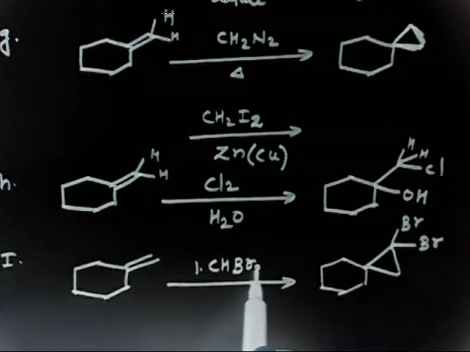 g.
H
H
CH2N2
Δ
CH2I2
Zn(Cu)
h.
H
H
Cl2
H2O
H
H
Cl
OH
I.
1. CHBr3
Br
Br